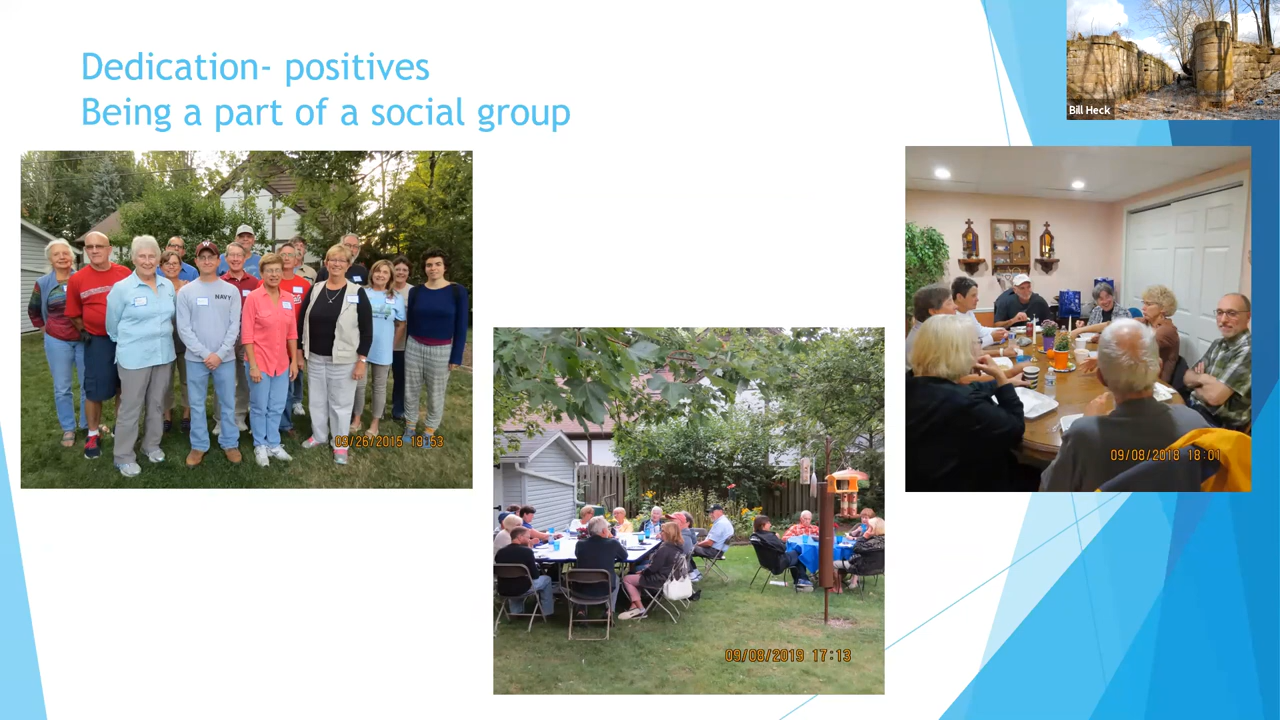 Dedication- positives
Being a part of a social group
Bill Heck
NAVY
09/26/2015 18:53
09/08/2018 18:01
09/08/2019 17:13